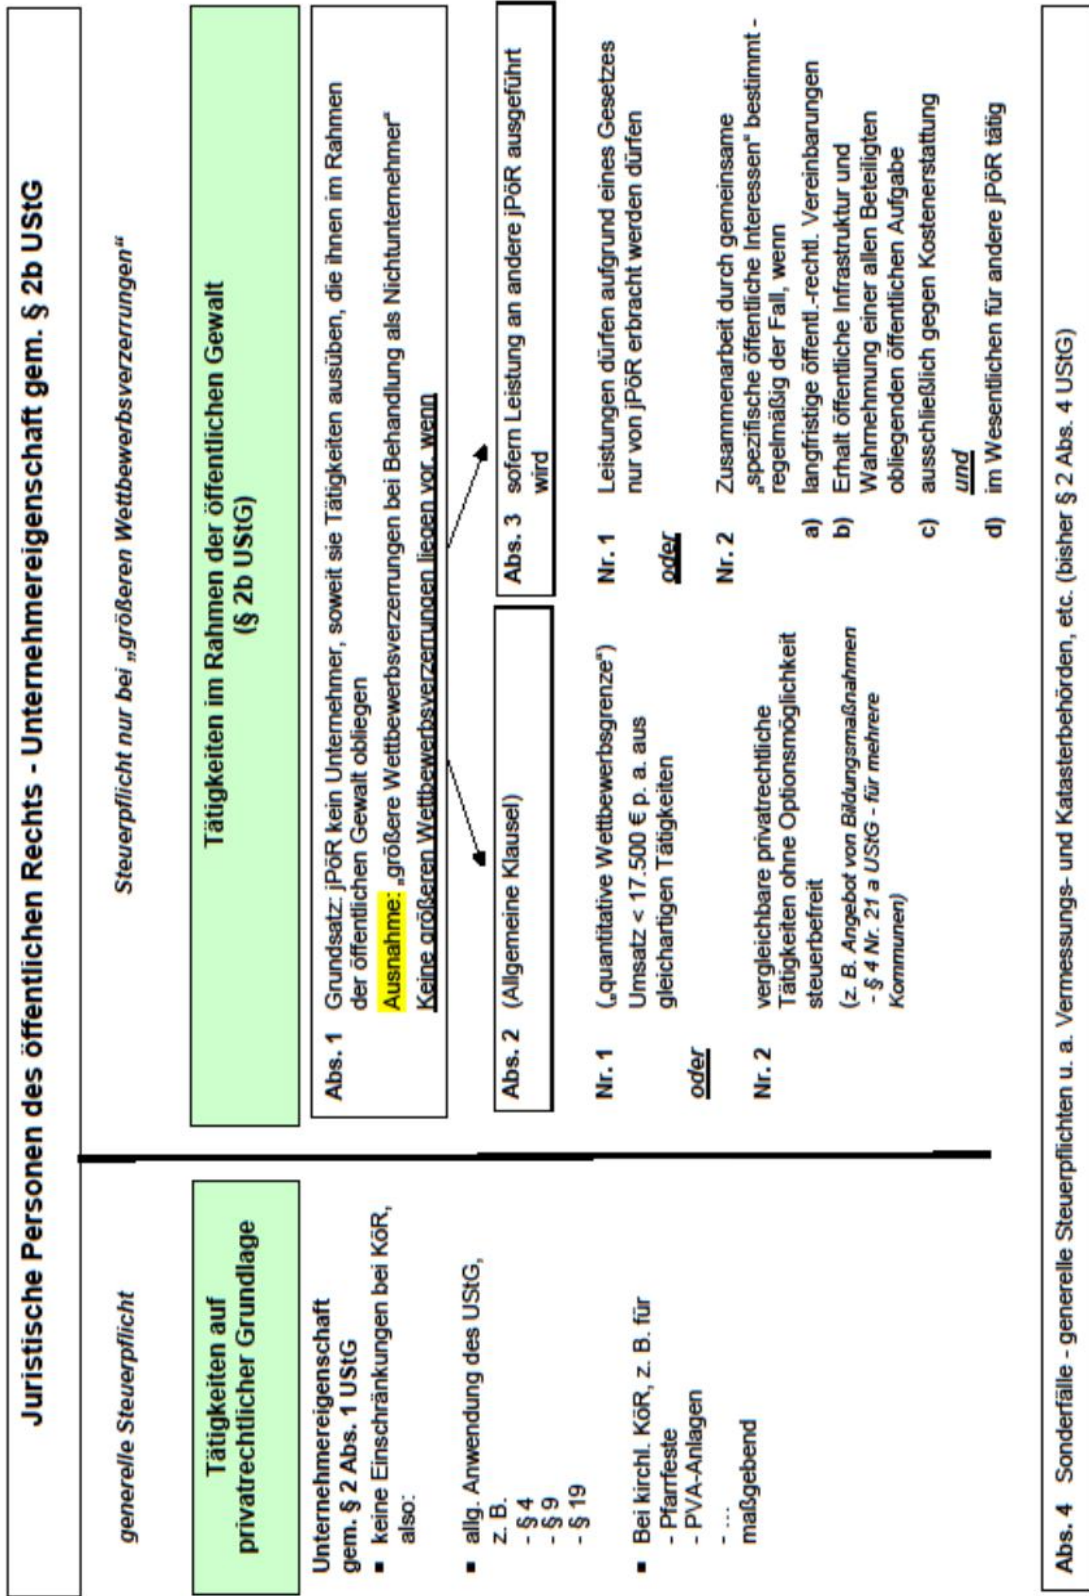 Juristische Personen des öffentlichen Rechts - Unternehmereigenschaft gem. § 2b UStG
generelle Steuerpflicht
Tätigkeiten auf
privatrechtlicher Grundlage
Unternehmereigenschaft
gem. § 2 Abs. 1 UStG
▪ keine Einschränkungen bei KöR,
also:
▪ allg. Anwendung des UStG,
z. B.
- § 4
- § 9
- § 19
▪ Bei kirchl. KöR, z. B. für
- Pfarrfeste
- PVA-Anlagen
- ...
maßgebend
Steuerpflicht nur bei „größeren Wettbewerbsverzerrungen“
Tätigkeiten im Rahmen der öffentlichen Gewalt
(§ 2b UStG)
Abs. 1 Grundsatz: jPöR kein Unternehmer, soweit sie Tätigkeiten ausüben, die ihnen im Rahmen
der öffentlichen Gewalt obliegen
Ausnahme: „größere Wettbewerbsverzerrungen bei Behandlung als Nichtunternehmer“
Keine größeren Wettbewerbsverzerrungen liegen vor, wenn
Abs. 2 (Allgemeine Klausel)
Nr. 1 („quantitative Wettbewerbsgrenze“)
Umsatz < 17.500 € p. a. aus
gleichartigen Tätigkeiten
oder
Nr. 2 vergleichbare privatrechtliche
Tätigkeiten ohne Optionsmöglichkeit
steuerbefreit
(z. B. Angebot von Bildungsmaßnahmen
- § 4 Nr. 21 a UStG - für mehrere
Kommunen)
Abs. 3 sofern Leistung an andere jPöR ausgeführt
wird
Nr. 1 Leistungen dürfen aufgrund eines Gesetzes
nur von jPöR erbracht werden dürfen
oder
Nr. 2 Zusammenarbeit durch gemeinsame
„spezifische öffentliche Interessen“ bestimmt -
regelmäßig der Fall, wenn
a) langfristige öffentl.-rechtl. Vereinbarungen
b) Erhalt öffentliche Infrastruktur und
Wahrnehmung einer allen Beteiligten
obliegenden öffentlichen Aufgabe
c) ausschließlich gegen Kostenerstattung
und
d) im Wesentlichen für andere jPöR tätig
Abs. 4 Sonderfälle - generelle Steuerpflichten u. a. Vermessungs- und Katasterbehörden, etc. (bisher § 2 Abs. 4 UStG)